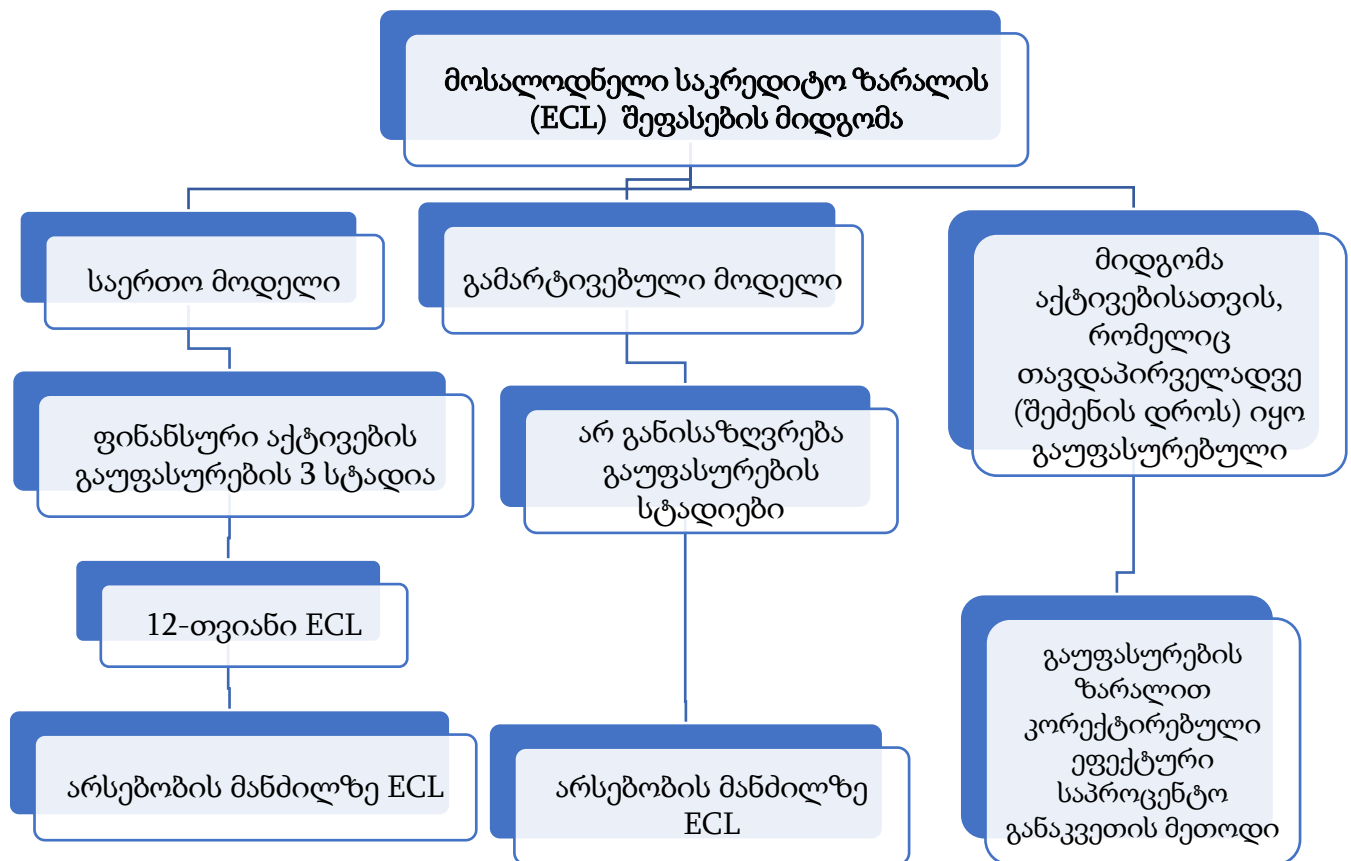 მოსალოდნელი საკრედიტო ზარალის
(ECL) შეფასების მიდგომა
საერთო მოდელი
გამარტივებული მოდელი
მიდგომა
აქტივებისათვის,
რომელიც
თავდაპირველადვე
(შეძენის დროს) იყო
გაუფასურებული
ფინანსური აქტივების
გაუფასურების 3 სტადია
არ განისაზღვრება
გაუფასურების
სტადიები
12-თვიანი ECL
გაუფასურების
ზარალით
კორექტირებული
ეფექტური
საპროცენტო
განაკვეთის მეთოდი
არსებობის მანძილზე ECL
არსებობის მანძილზე
ECL